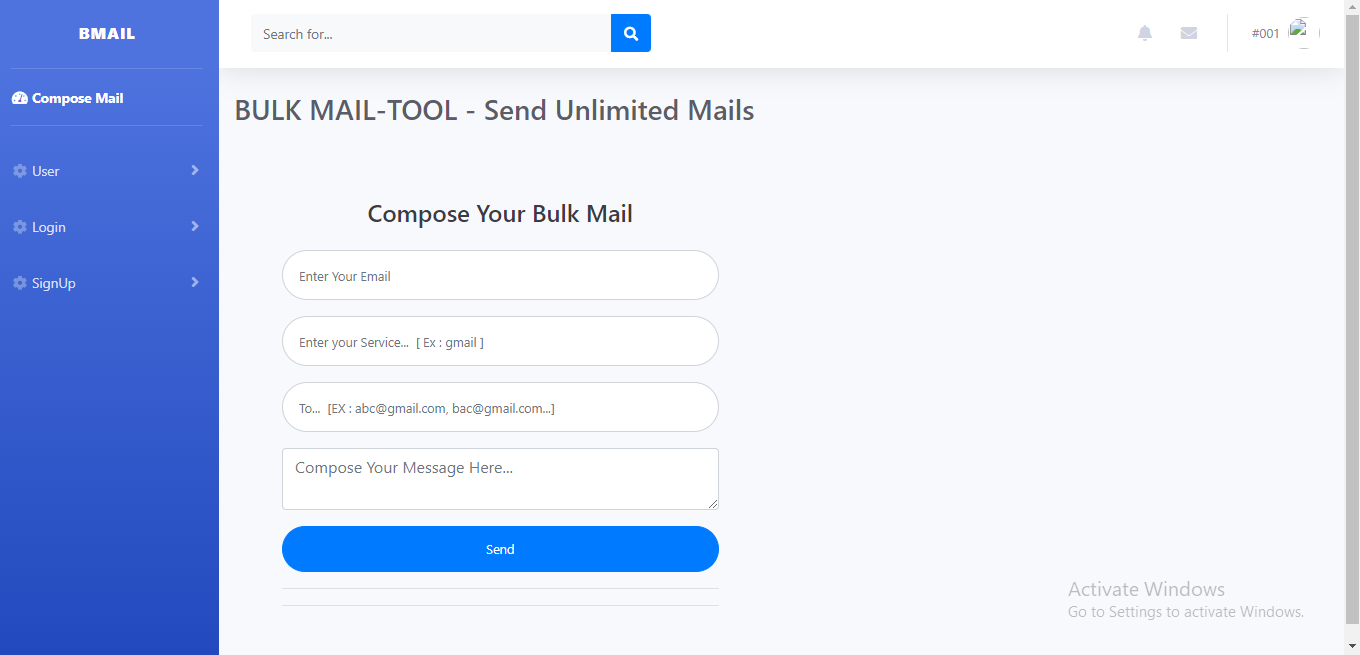 BMAIL
Search for...
#001
Compose Mail
User
Login
SignUp
BULK MAIL-TOOL - Send Unlimited Mails
Compose Your Bulk Mail
Enter Your Email
Enter your Service... [ Ex : gmail ]
To... [EX : abc@gmail.com, bac@gmail.com...]
Compose Your Message Here...
Send
Activate Windows
Go to Settings to activate Windows.